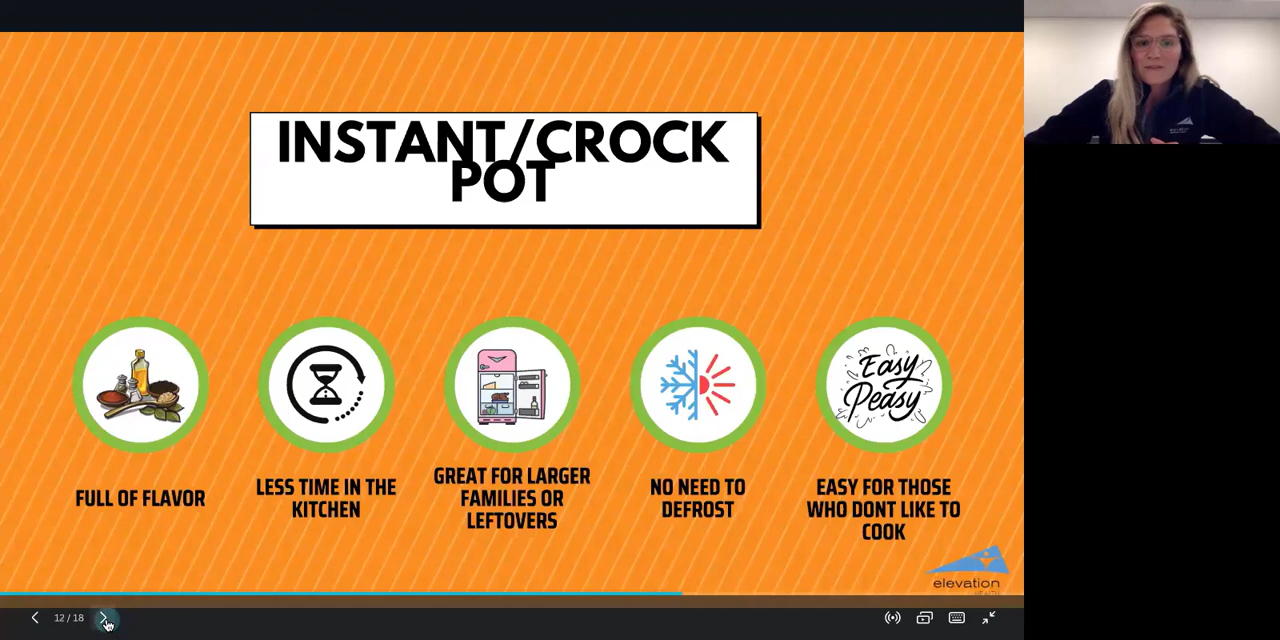 INSTANT/CROCK
POT
Easy
Peasy
FULL OF FLAVOR
LESS TIME IN THE
KITCHEN
GREAT FOR LARGER
FAMILIES OR
LEFTOVERS
NO NEED TO
DEFROST
EASY FOR THOSE
WHO DONT LIKE TO
COOK
elevation
HEALTH
12 / 18